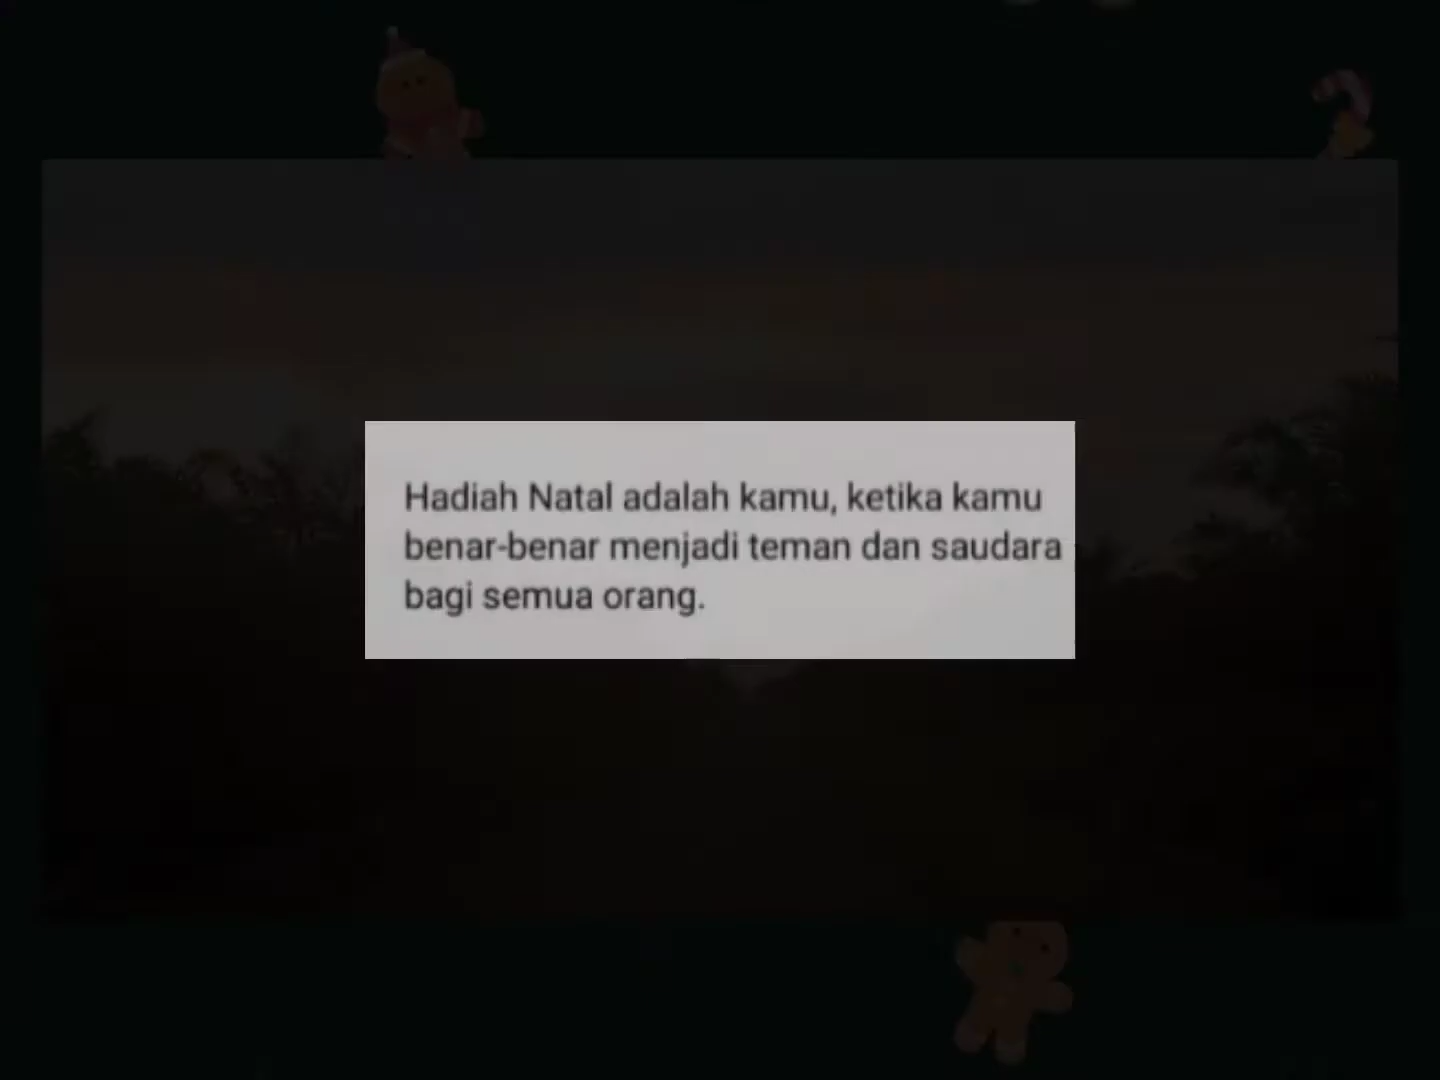 Hadiah Natal adalah kamu, ketika kamu
benar-benar menjadi teman dan saudara
bagi semua orang.